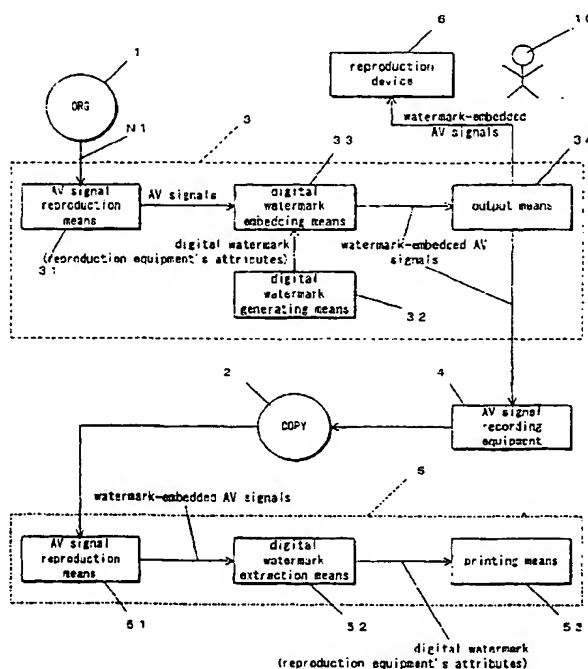 6
10
1
reproduction
device
ORG
watermark-embedded
AV signals
N1
3
33
34
AV signal
reproduction
means
AV signals
digital
watermark
embedding means
output means
digital watermark
(reproduction equipment's attributes)
watermark-embedded AV
signals
31
digital
watermark
generating means
32
2
4
COPY
AV signal
recording
equipment
watermark-embedded AV signals
5
AV signal
reproduction
means
digital
watermark
extraction means
printing means
51
52
53
digital watermark
(reproduction equipment's attributes)